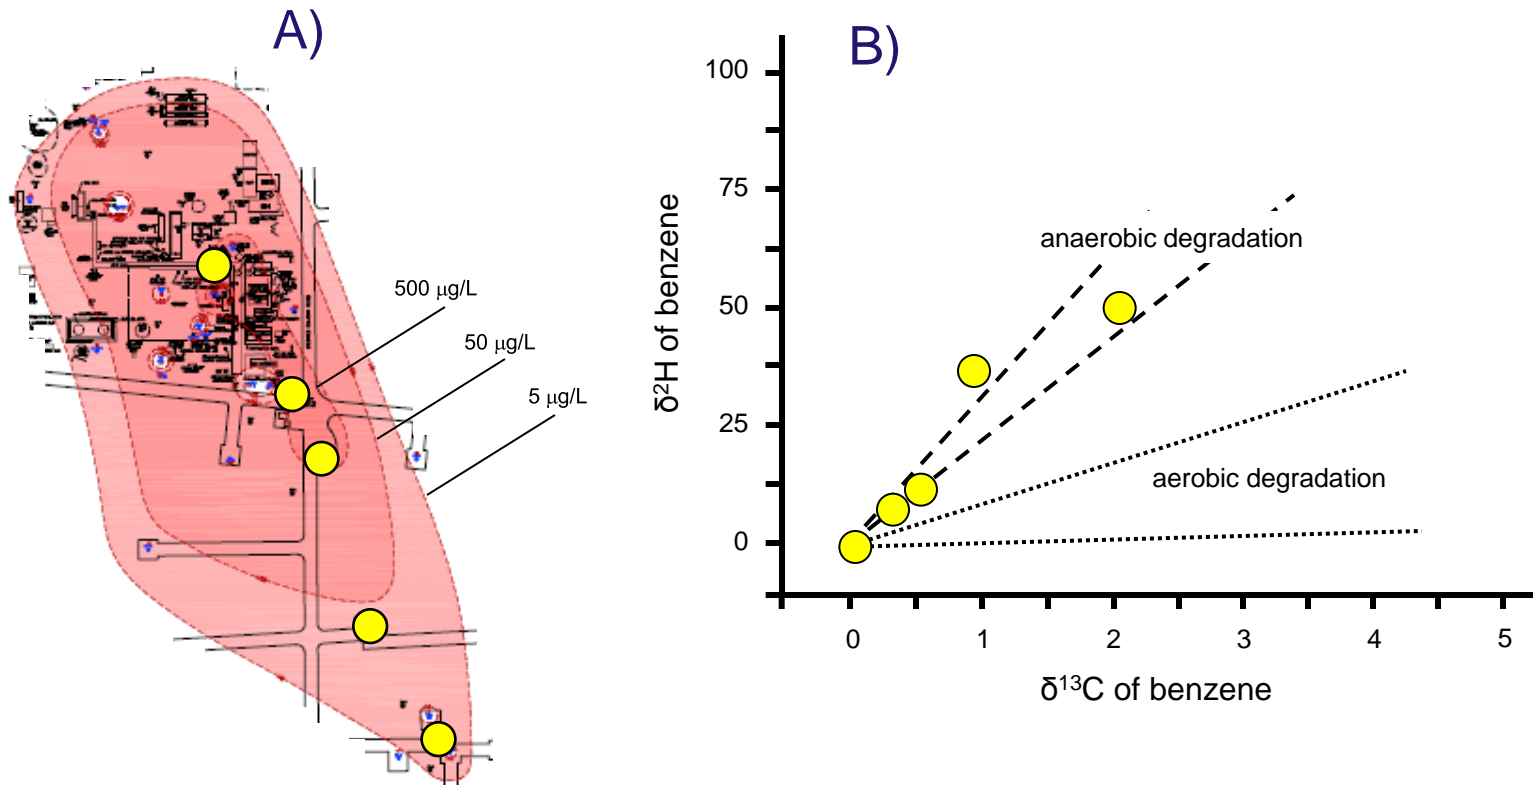 A)
500 μg/L
50 μg/L
5 μg/L
B)
100
75
50
25
0
δ²H of benzene
anaerobic degradation
aerobic degradation
0 1 2 3 4 5
δ¹³C of benzene